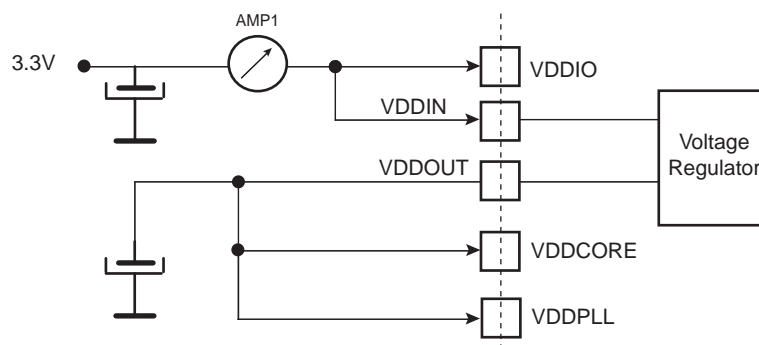 AMP1
3.3V
VDDIO
VDDIN
Voltage
Regulator
VDDOUT
VDDCORE
VDDPLL